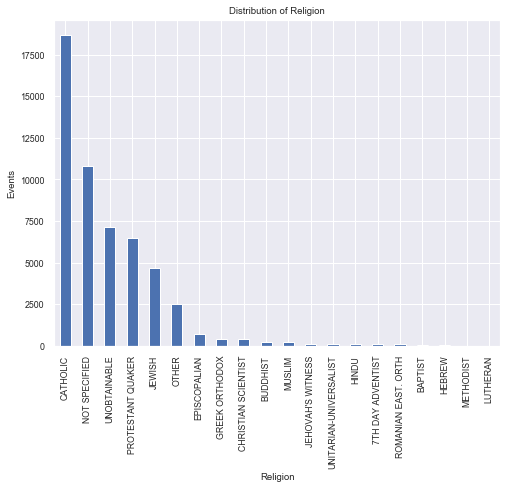 Distribution of Religion
Events
17500
15000
12500
10000
7500
5000
2500
0
CATHOLIC
NOT SPECIFIED
UNOBTAINABLE
PROTESTANT QUAKER
JEWISH
OTHER
EPISCOPALIAN
GREEK ORTHODOX
CHRISTIAN SCIENTIST
BUDDHIST
MUSLIM
JEHOVAH'S WITNESS
UNITARIAN-UNIVERSALIST
HINDU
7TH DAY ADVENTIST
ROMANIAN EAST. ORTH
BAPTIST
HEBREW
METHODIST
LUTHERAN
Religion